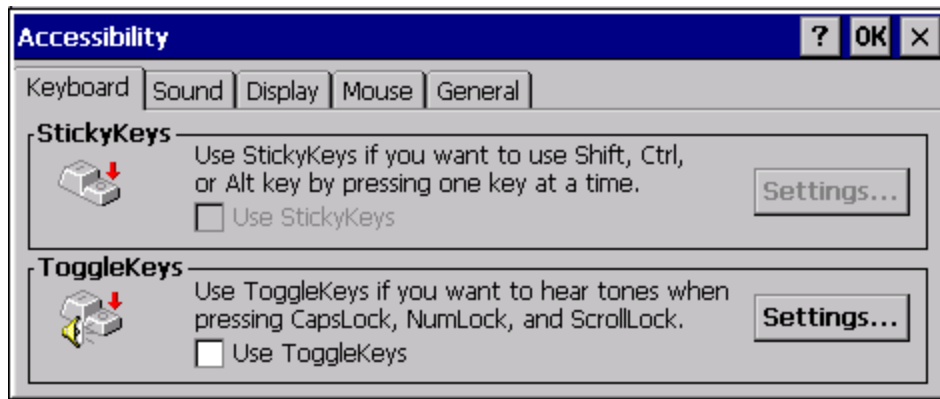 Accessibility ? OK ×
Keyboard Sound Display Mouse General
StickyKeys
Use StickyKeys if you want to use Shift, Ctrl,
or Alt key by pressing one key at a time.
Settings...
Use StickyKeys
ToggleKeys
Use ToggleKeys if you want to hear tones when
pressing CapsLock, NumLock, and ScrollLock.
Settings...
Use ToggleKeys